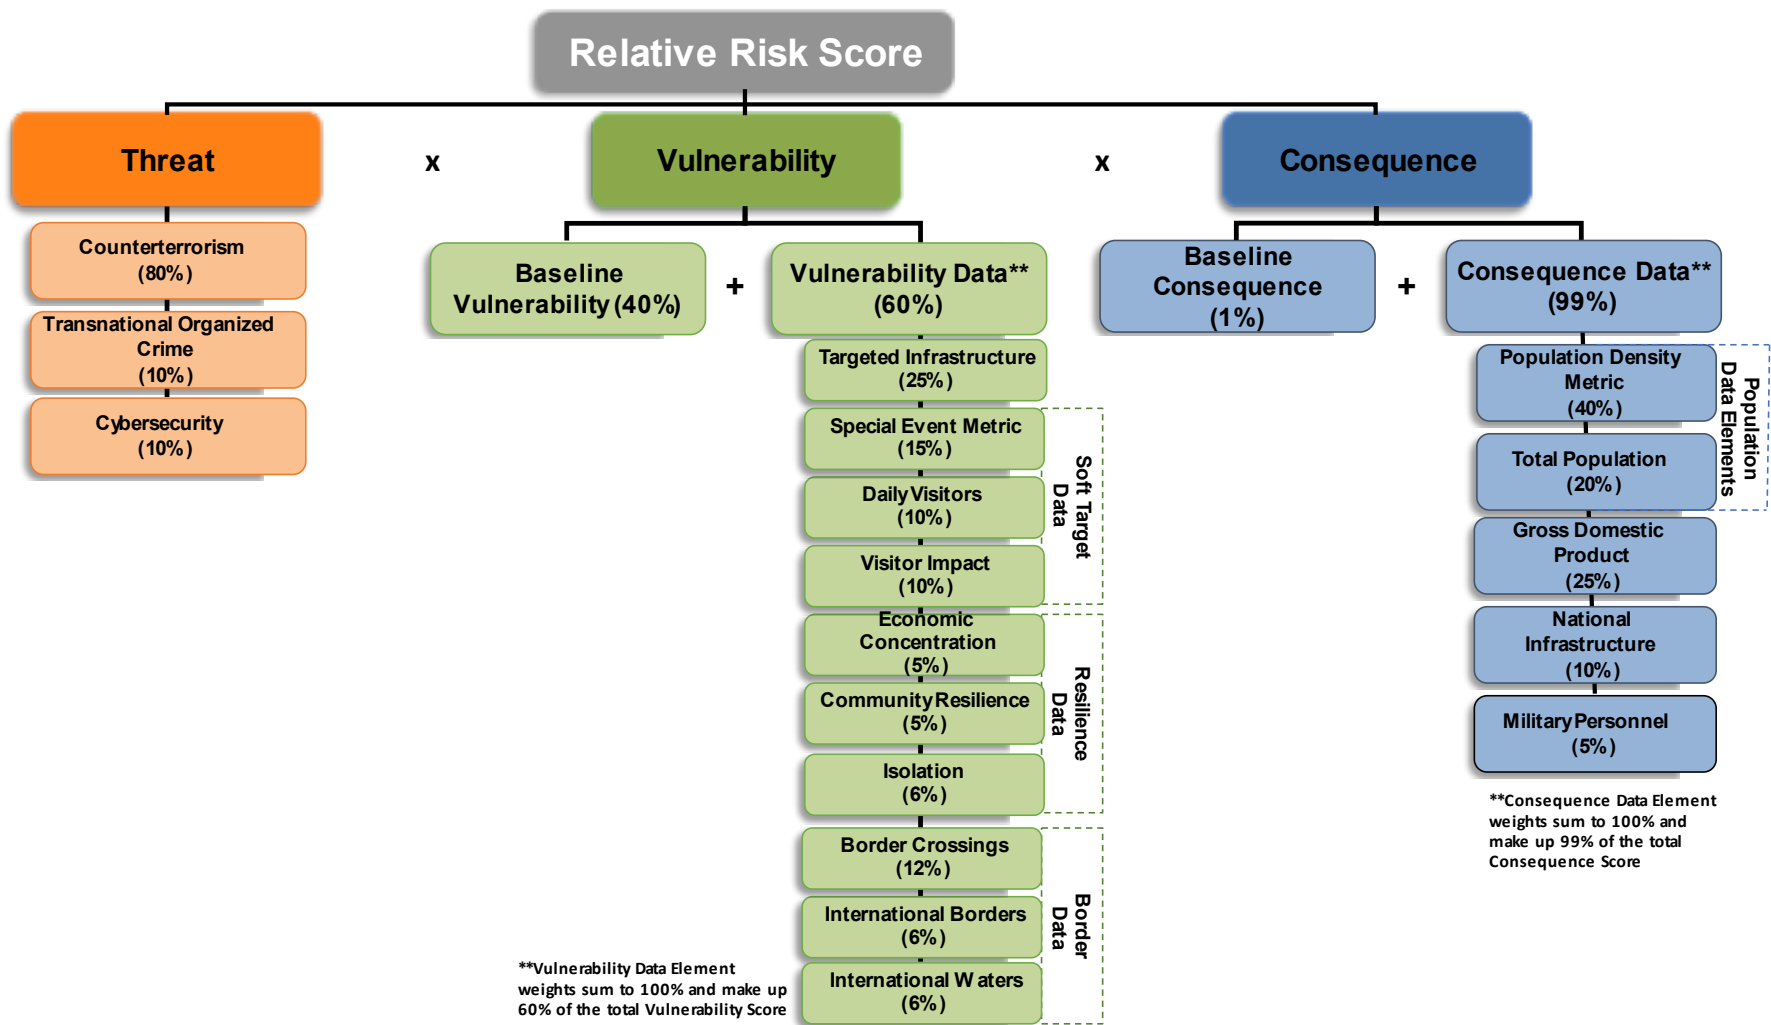 Relative Risk Score
Threat
x
Vulnerability
x
Consequence
Counterterrorism
(80%)
Transnational Organized
Crime
(10%)
Cybersecurity
(10%)
Baseline
Vulnerability (40%)
+
Vulnerability Data**
(60%)
Targeted Infrastructure
(25%)
Special Event Metric
(15%)
Daily Visitors
(10%)
Visitor Impact
(10%)
Soft Target
Data
Economic
Concentration
(5%)
Community Resilience
(5%)
Isolation
(6%)
Resilience
Data
Border Crossings
(12%)
International Borders
(6%)
International Waters
(6%)
Border
Data
**Vulnerability Data Element
weights sum to 100% and make up
60% of the total Vulnerability Score
Baseline
Consequence
(1%)
+
Consequence Data**
(99%)
Population Density
Metric
(40%)
Total Population
(20%)
Population
Data Elements
Gross Domestic
Product
(25%)
National
Infrastructure
(10%)
Military Personnel
(5%)
**Consequence Data Element
weights sum to 100% and
make up 99% of the total
Consequence Score